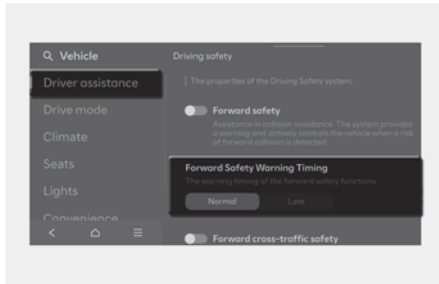 Vehicle
Driver assistance
Drive mode
Climate
Seats
Lights
Convenience
Driving safety
The properties of the Driving Safety system.
Forward safety
Assistance in collision avoidance. The system provides
a warning and actively controls the vehicle when a risk
of forward collision is detected.
Forward Safety Warning Timing
The warning timing of the forward safety functions.
Normal
Late
Forward cross-traffic safety